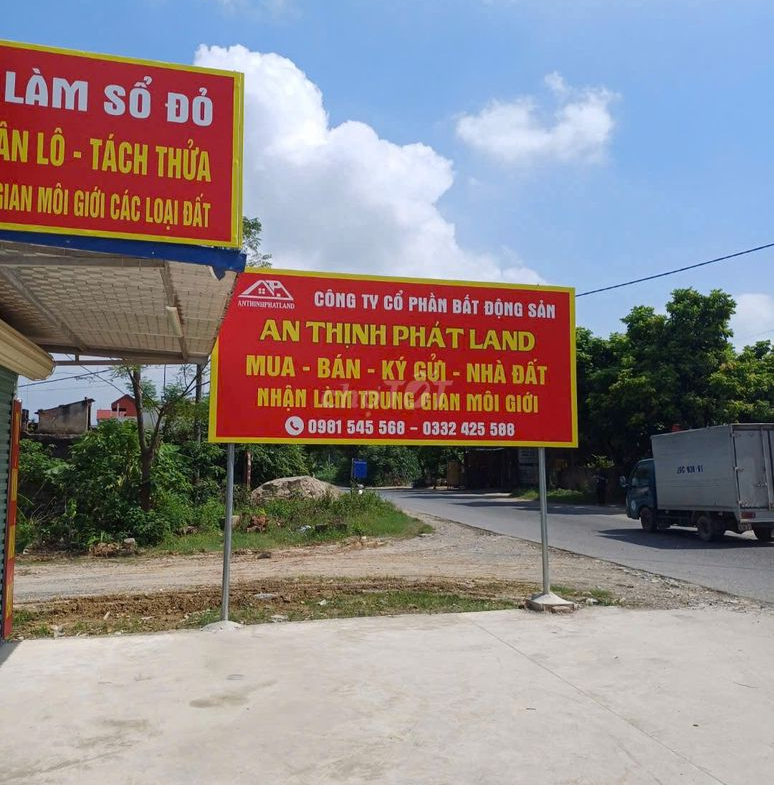 LÀM SỔ ĐỎ
ÂN LÔ - TÁCH THỬA
GIAN MÔI GIỚI CÁC LOẠI ĐẤT
ANTHINHPHATLAND
CÔNG TY CỔ PHẦN BẤT ĐỘNG SẢN
AN THỊNH PHÁT LAND
MUA - BÁN - KÝ GỬI - NHÀ ĐẤT
NHẬN LÀM TRUNG GIAN MÔI GIỚI
0981 545 568 - 0332 425 588
chợTỐT